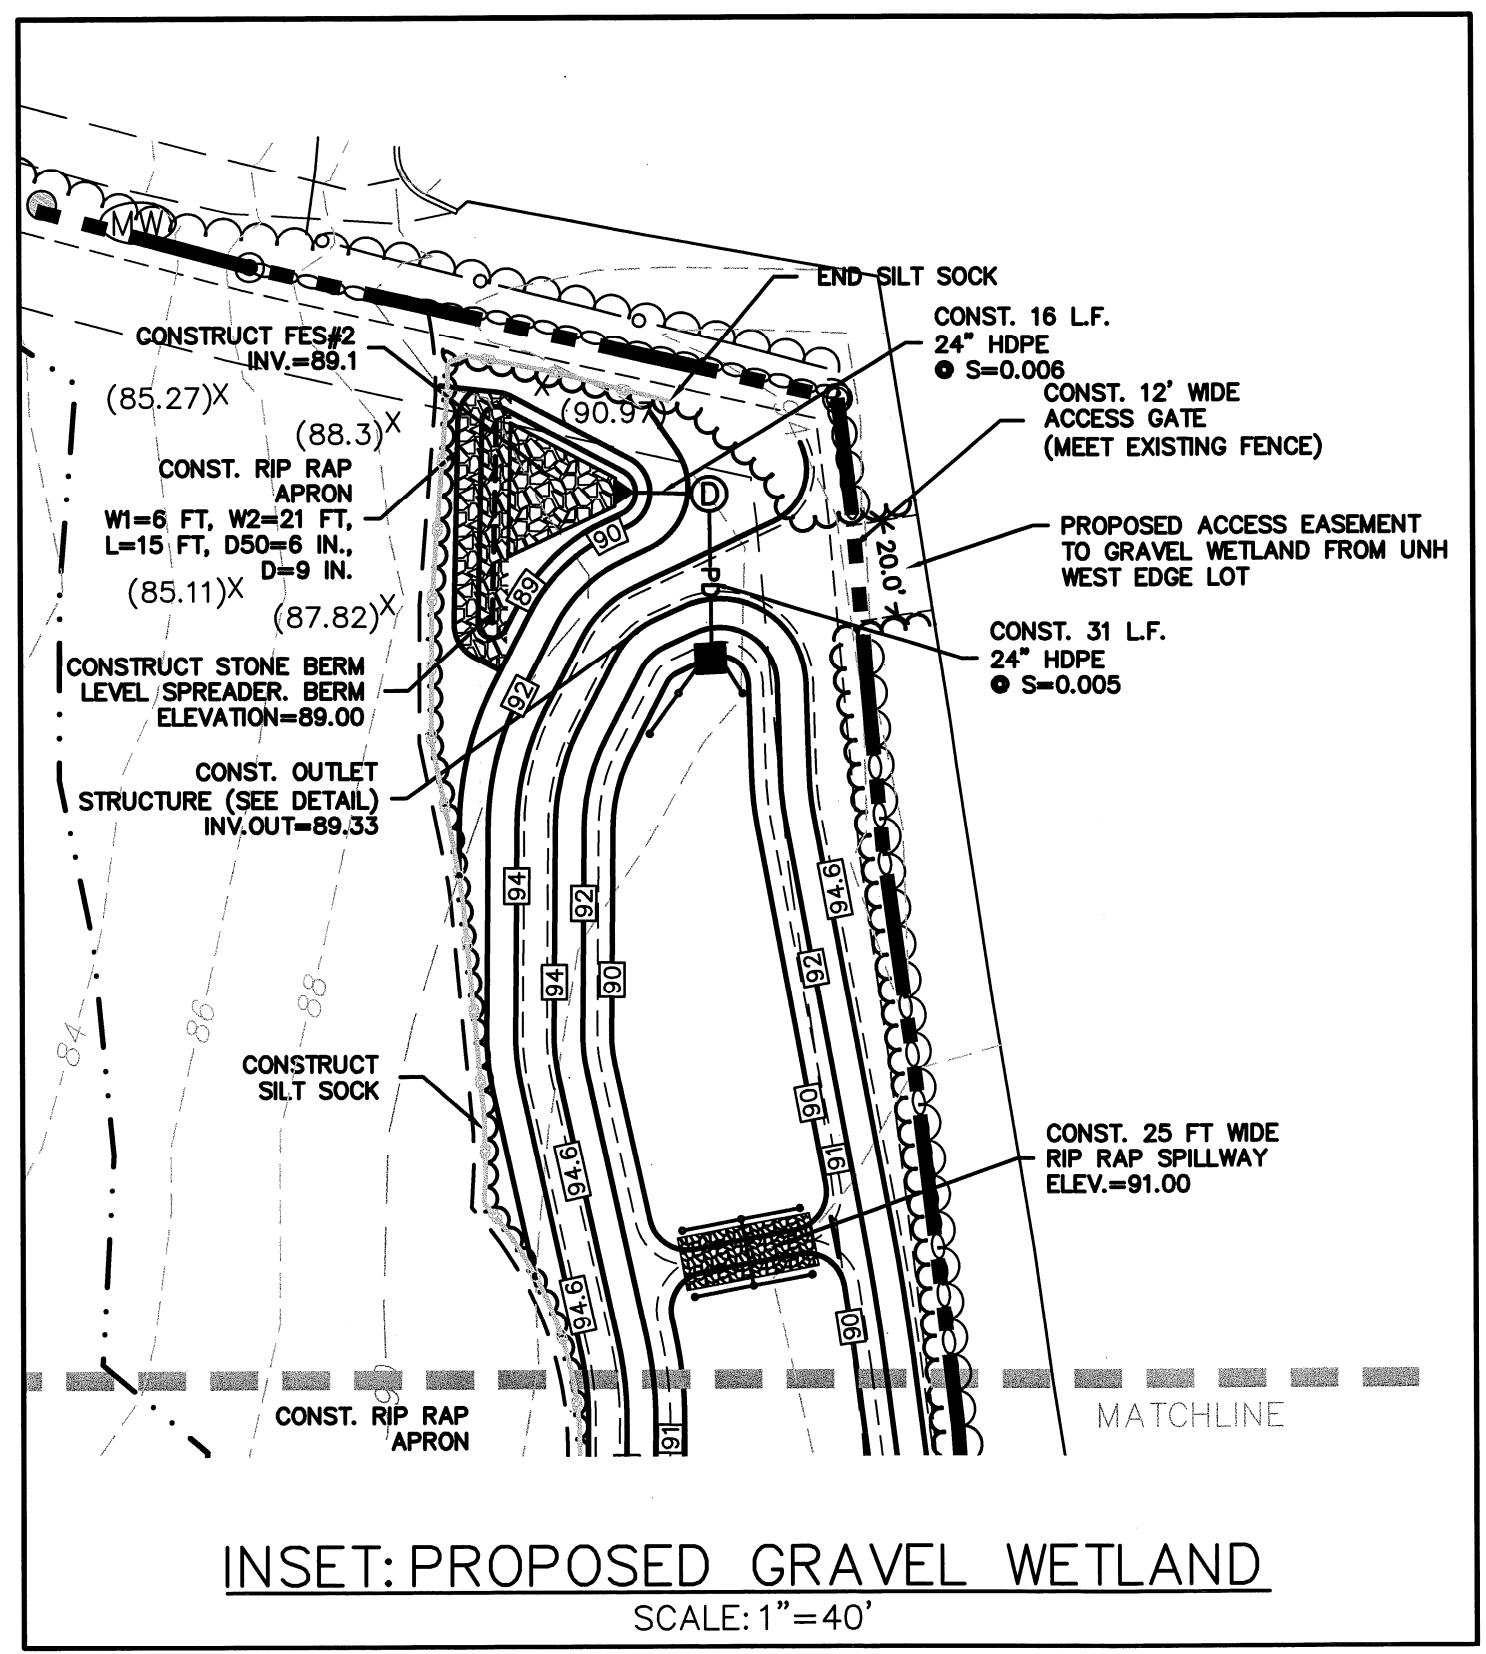 MW
END SILT SOCK
CONST. 16 L.F.
24" HDPE
@ S=0.006
CONSTRUCT FES#2
INV.=89.1
CONST. 12' WIDE
ACCESS GATE
(MEET EXISTING FENCE)
(85.27)X
(88.3)X
X
(90.97
94
CONST. RIP RAP
APRON
W1=6 FT, W2=21 FT,
L=15 FT, D50=6 IN.,
D=9 IN.
D
90
20.0'
PROPOSED ACCESS EASEMENT
TO GRAVEL WETLAND FROM UNH
WEST EDGE LOT
(85.11)X
(87.82)X
89
PD
CONST. 31 L.F.
24" HDPE
@ S=0.005
CONSTRUCT STONE BERM
LEVEL SPREADER. BERM
ELEVATION=89.00
92
CONST. OUTLET
STRUCTURE (SEE DETAIL)
INV.OUT=89.33
94
92
94.6
94
90
92
84
86
88
CONSTRUCT
SILT SOCK
90
CONST. 25 FT WIDE
RIP RAP SPILLWAY
ELEV.=91.00
94.6
91
94.6
90
90
MATCHLINE
CONST. RIP RAP
APRON
91
INSET: PROPOSED GRAVEL WETLAND
SCALE: 1"=40'